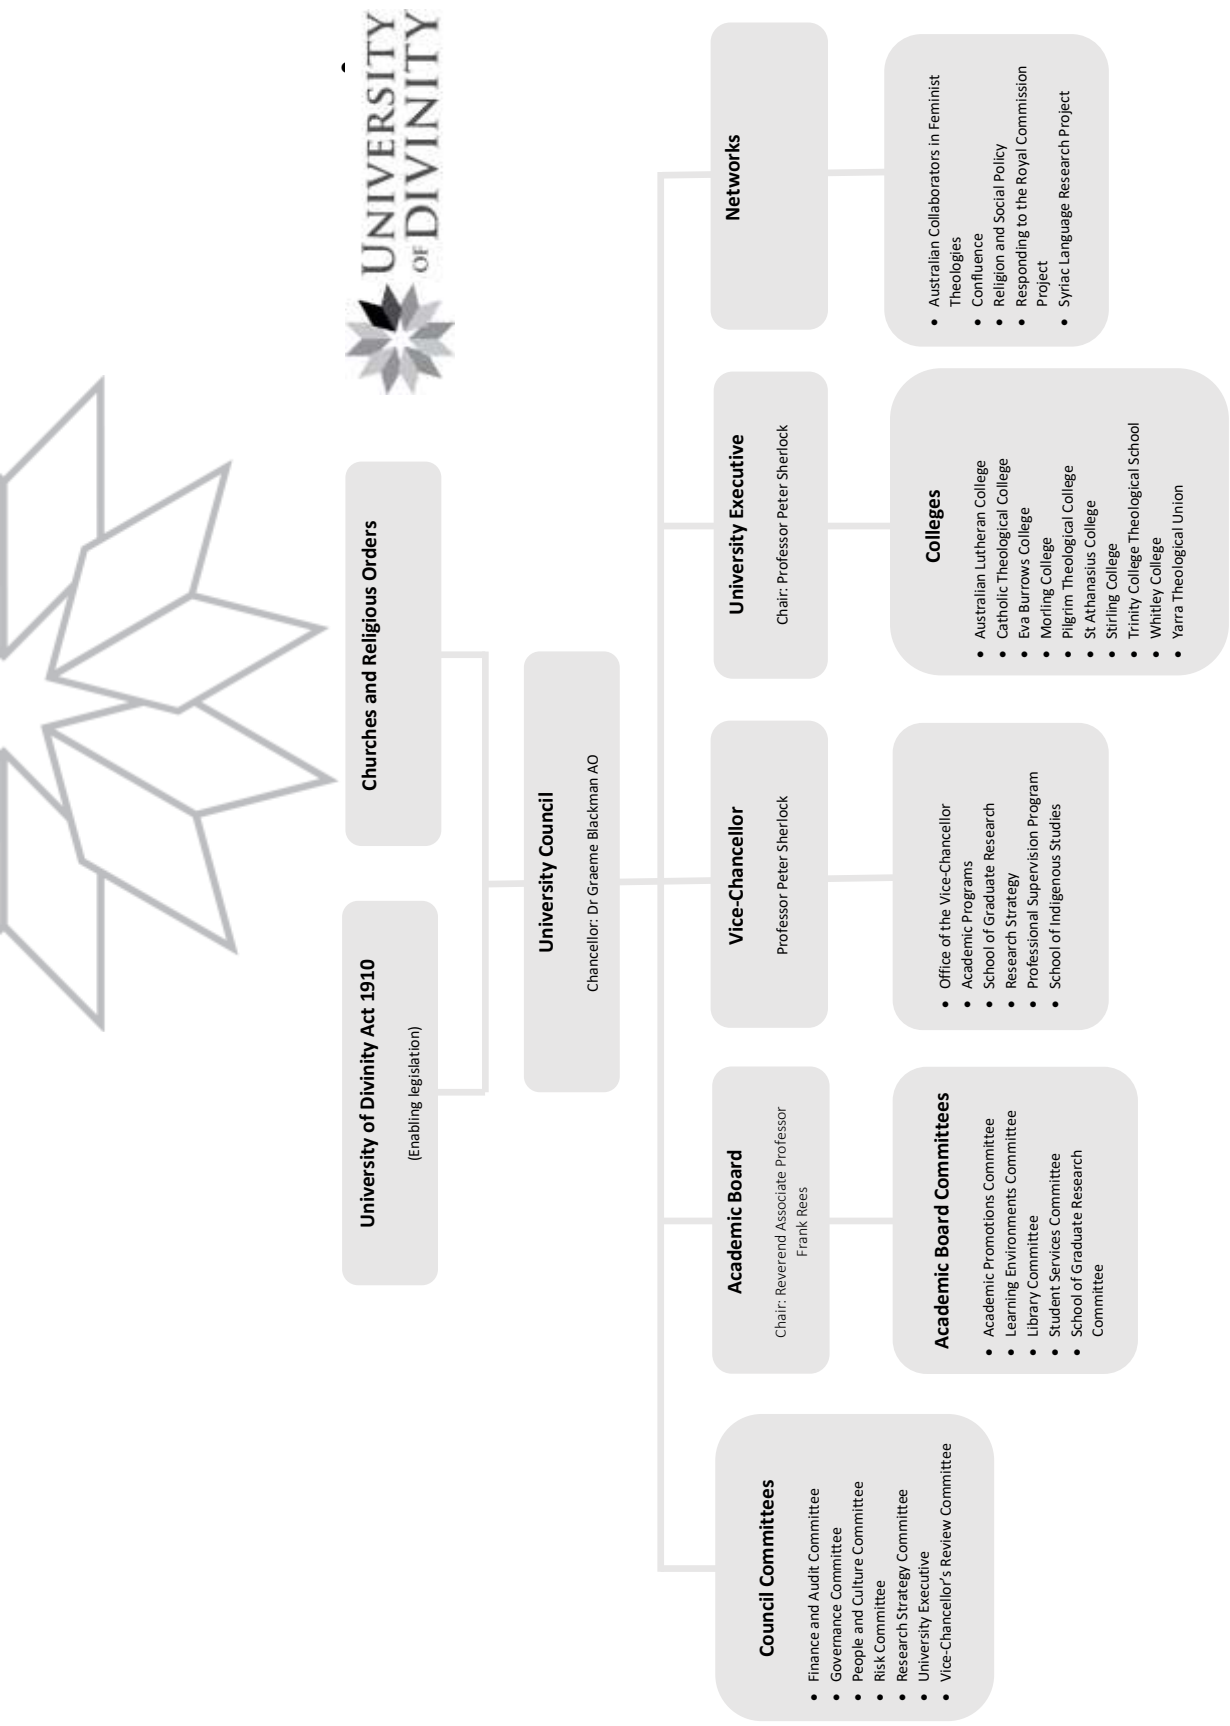 UNIVERSITY
OF DIVINITY
University of Divinity Act 1910
(Enabling legislation)
Churches and Religious Orders
University Council
Chancellor: Dr Graeme Blackman AO
Council Committees
• Finance and Audit Committee
• Governance Committee
• People and Culture Committee
• Risk Committee
• Research Strategy Committee
• University Executive
• Vice-Chancellor’s Review Committee
Academic Board
Chair: Reverend Associate Professor
Frank Rees
Academic Board Committees
• Academic Promotions Committee
• Learning Environments Committee
• Library Committee
• Student Services Committee
• School of Graduate Research
Committee
Vice-Chancellor
Professor Peter Sherlock
• Office of the Vice-Chancellor
• Academic Programs
• School of Graduate Research
• Research Strategy
• Professional Supervision Program
• School of Indigenous Studies
University Executive
Chair: Professor Peter Sherlock
Colleges
• Australian Lutheran College
• Catholic Theological College
• Eva Burrows College
• Morling College
• Pilgrim Theological College
• St Athanasius College
• Stirling College
• Trinity College Theological School
• Whitley College
• Yarra Theological Union
Networks
• Australian Collaborators in Feminist
Theologies
• Confluence
• Religion and Social Policy
• Responding to the Royal Commission
Project
• Syriac Language Research Project